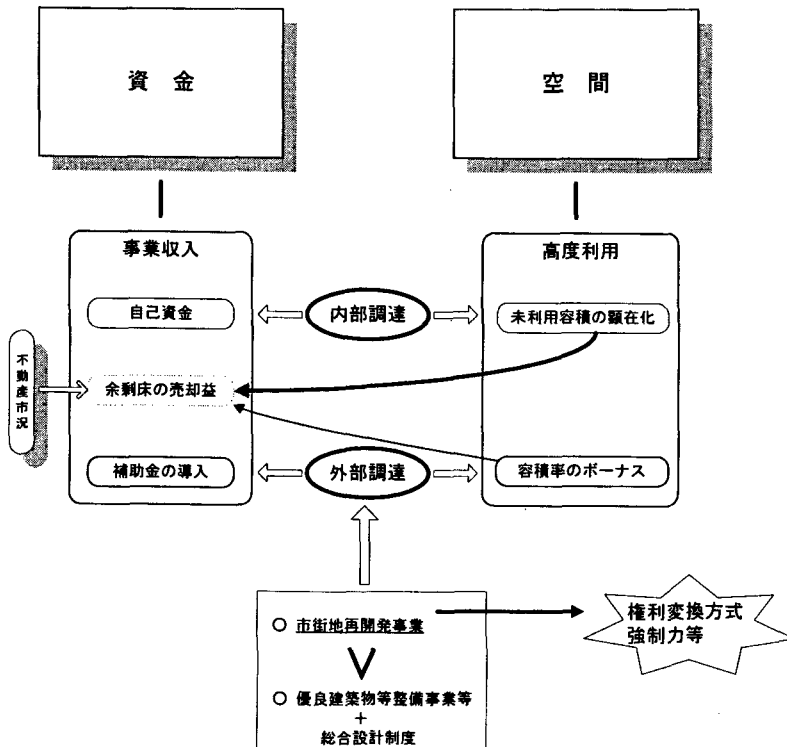 資 金
空 間
事業収入
高度利用
自己資金
内部調達
未利用容積の顕在化
不動産市況
余剰床の売却益
補助金の導入
外部調達
容積率のボーナス
○ 市街地再開発事業
権利変換方式
強制力等
○ 優良建築物等整備事業等
+
総合設計制度